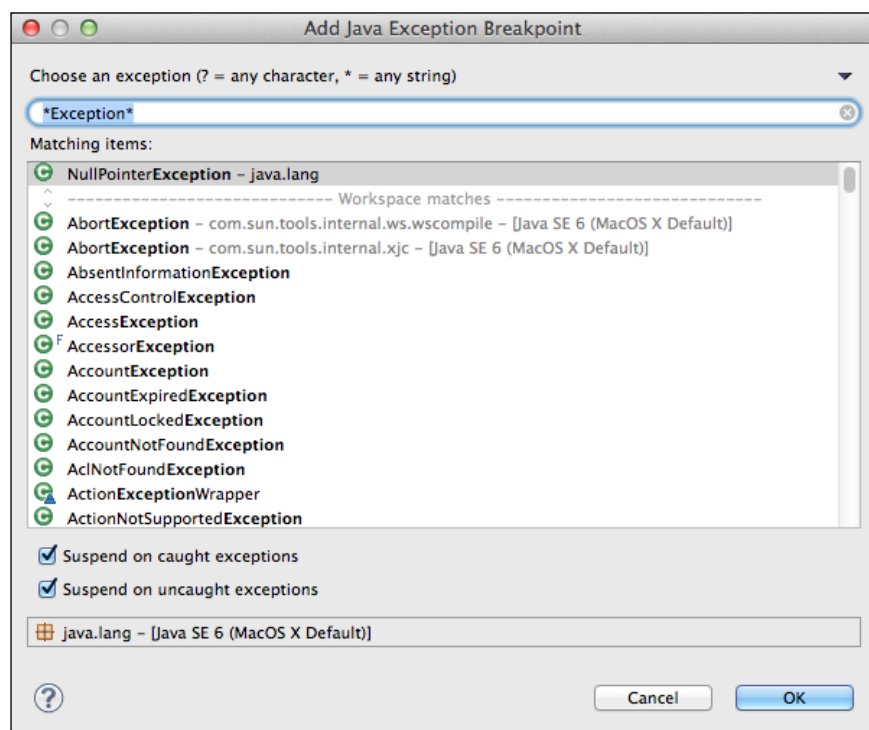 Add Java Exception Breakpoint
Choose an exception (? = any character, * = any string)
*Exception*
Matching items:
NullPointerException – java.lang
----------------------------- Workspace matches -----------------------------
AbortException – com.sun.tools.internal.ws.wscompile – [Java SE 6 (MacOS X Default)]
AbortException – com.sun.tools.internal.xjc – [Java SE 6 (MacOS X Default)]
AbsentInformationException
AccessControlException
AccessException
F AccessorException
AccountException
AccountExpiredException
AccountLockedException
AccountNotFoundException
AclNotFoundException
ActionExceptionWrapper
ActionNotSupportedException
Suspend on caught exceptions
Suspend on uncaught exceptions
java.lang – [Java SE 6 (MacOS X Default)]
? Cancel OK